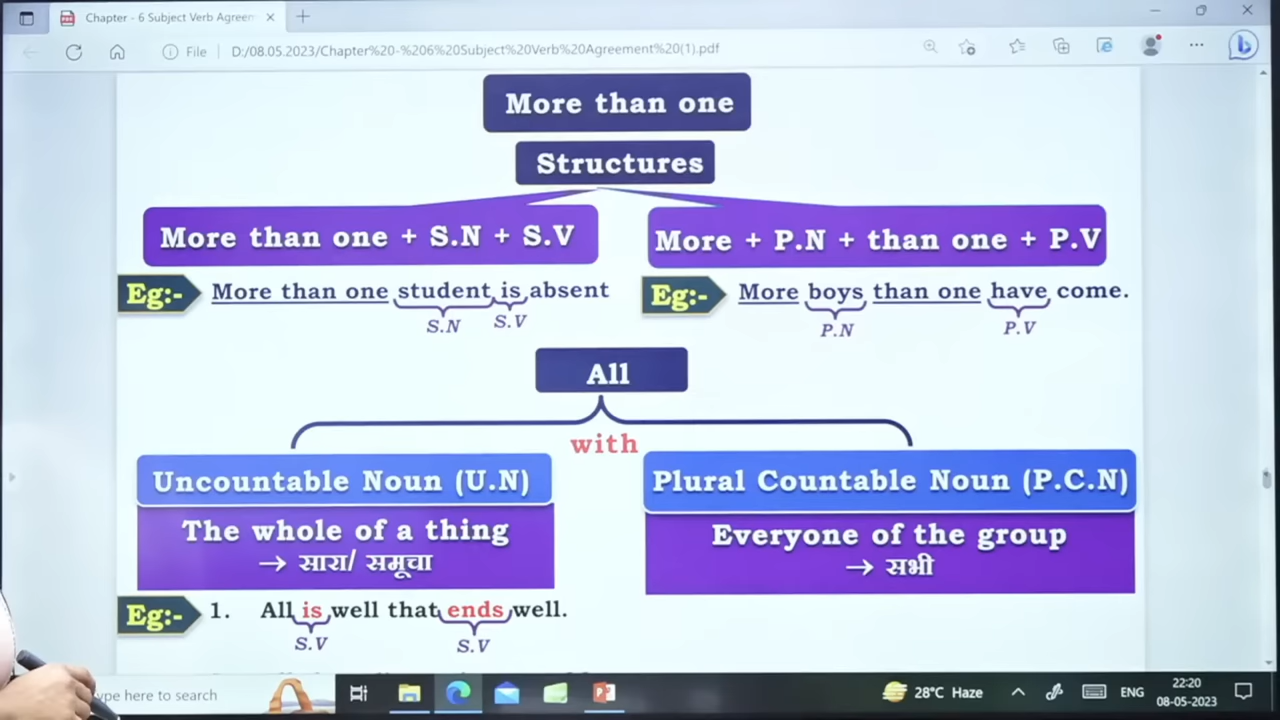 Chapter - 6 Subject Verb Agreem
File D:/08.05.2023/Chapter%20-%206%20Subject%20Verb%20Agreement%20(1).pdf
More than one
Structures
More than one + S.N + S.V
More + P.N + than one + P.V
Eg:- More than one student is absent
S.N S.V
Eg:- More boys than one have come.
P.N P.V
All
with
Uncountable Noun (U.N)
The whole of a thing
→ सारा/ समूचा
Plural Countable Noun (P.C.N)
Everyone of the group
→ सभी
Eg:- 1. All is well that ends well.
S.V S.V
ype here to search
28°C Haze
ENG
22:20
08-05-2023